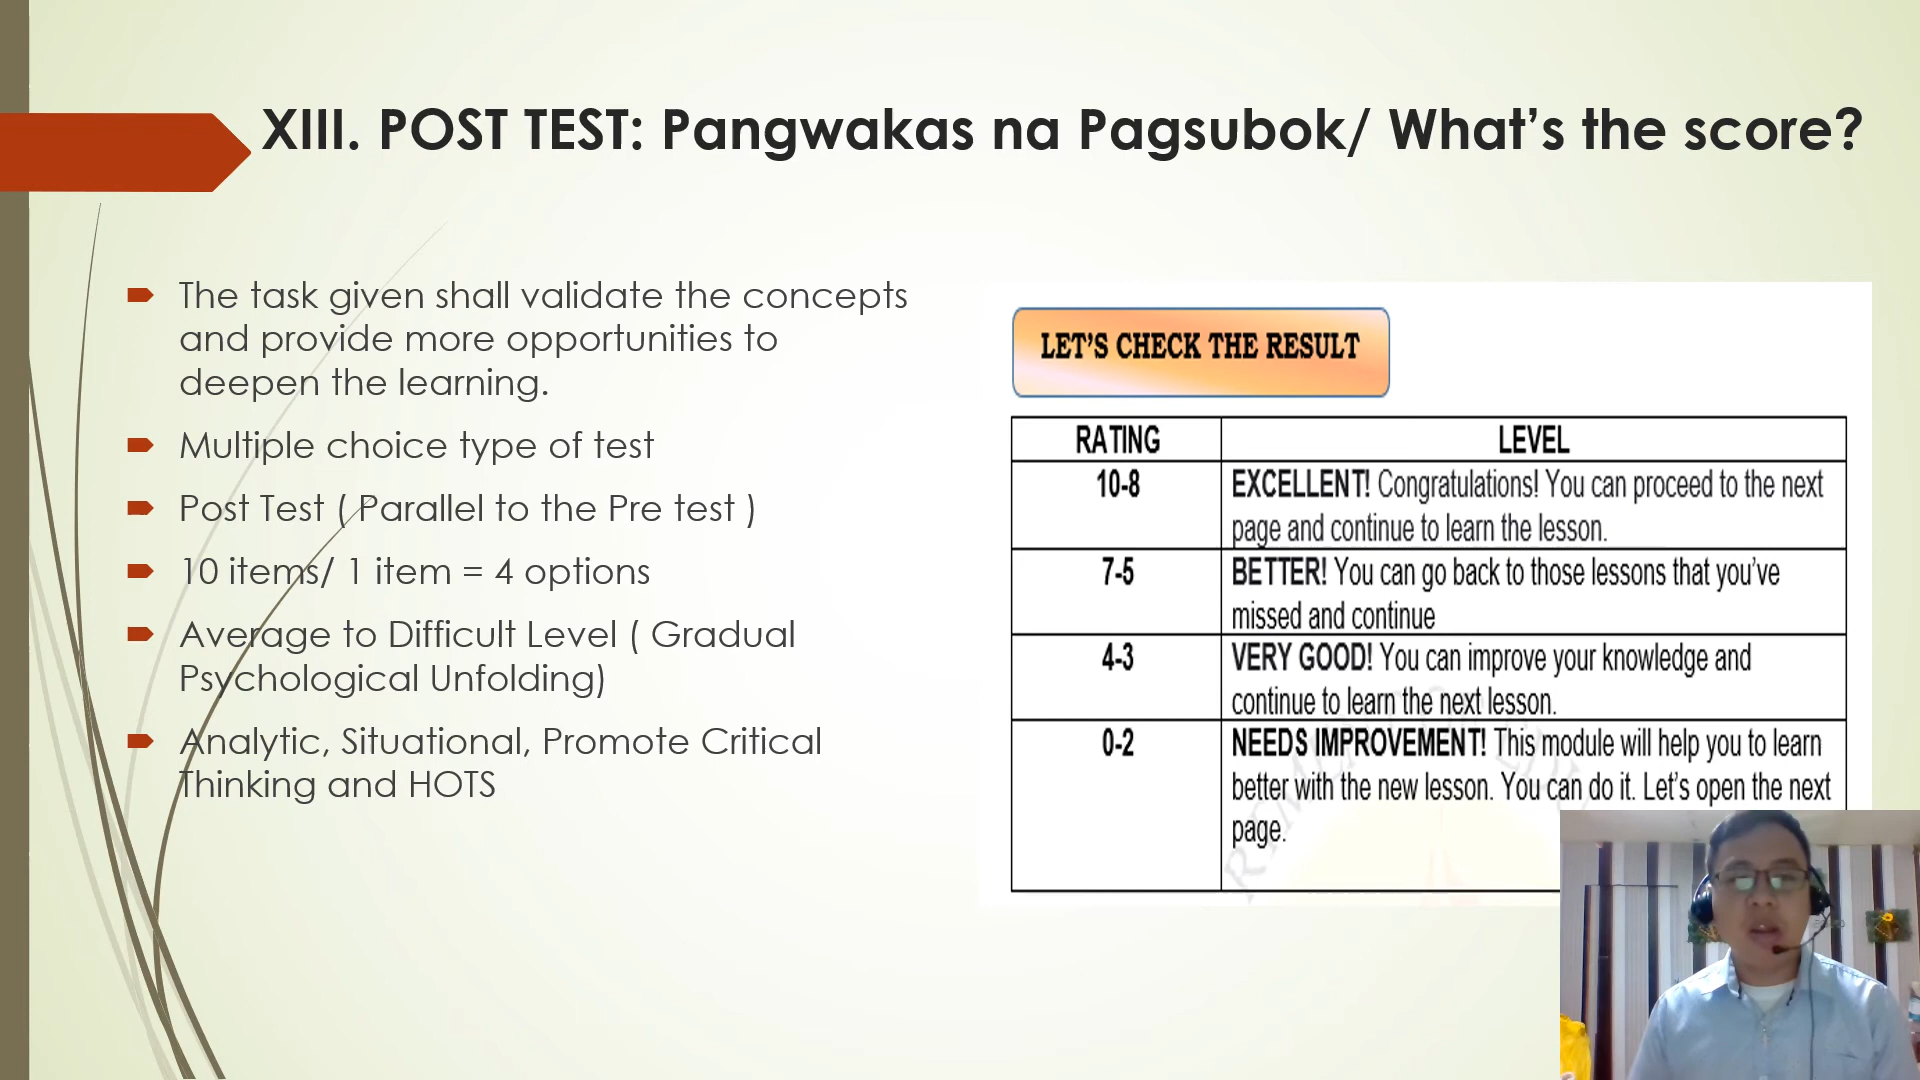 XIII. POST TEST: Pangwakas na Pagsubok/ What’s the score?
The task given shall validate the concepts
and provide more opportunities to
deepen the learning.
Multiple choice type of test
Post Test ( Parallel to the Pre test )
10 items/ 1 item = 4 options
Average to Difficult Level ( Gradual
Psychological Unfolding)
Analytic, Situational, Promote Critical
Thinking and HOTS
LET’S CHECK THE RESULT
RATING LEVEL
10-8 EXCELLENT! Congratulations! You can proceed to the next
page and continue to learn the lesson.
7-5 BETTER! You can go back to those lessons that you’ve
missed and continue
4-3 VERY GOOD! You can improve your knowledge and
continue to learn the next lesson.
0-2 NEEDS IMPROVEMENT! This module will help you to learn
better with the new lesson. You can do it. Let’s open the next
page.